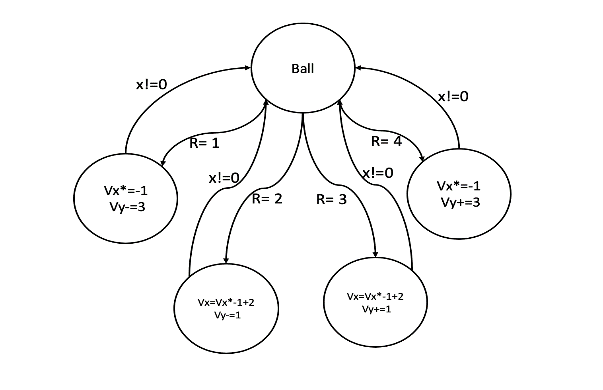 Ball
x!=0
x!=0
R= 1
R= 4
x!=0
x!=0
Vx*=-1
Vy-=3
Vx*=-1
Vy+=3
R= 2
R= 3
Vx=Vx*-1+2
Vy-=1
Vx=Vx*-1+2
Vy+=1